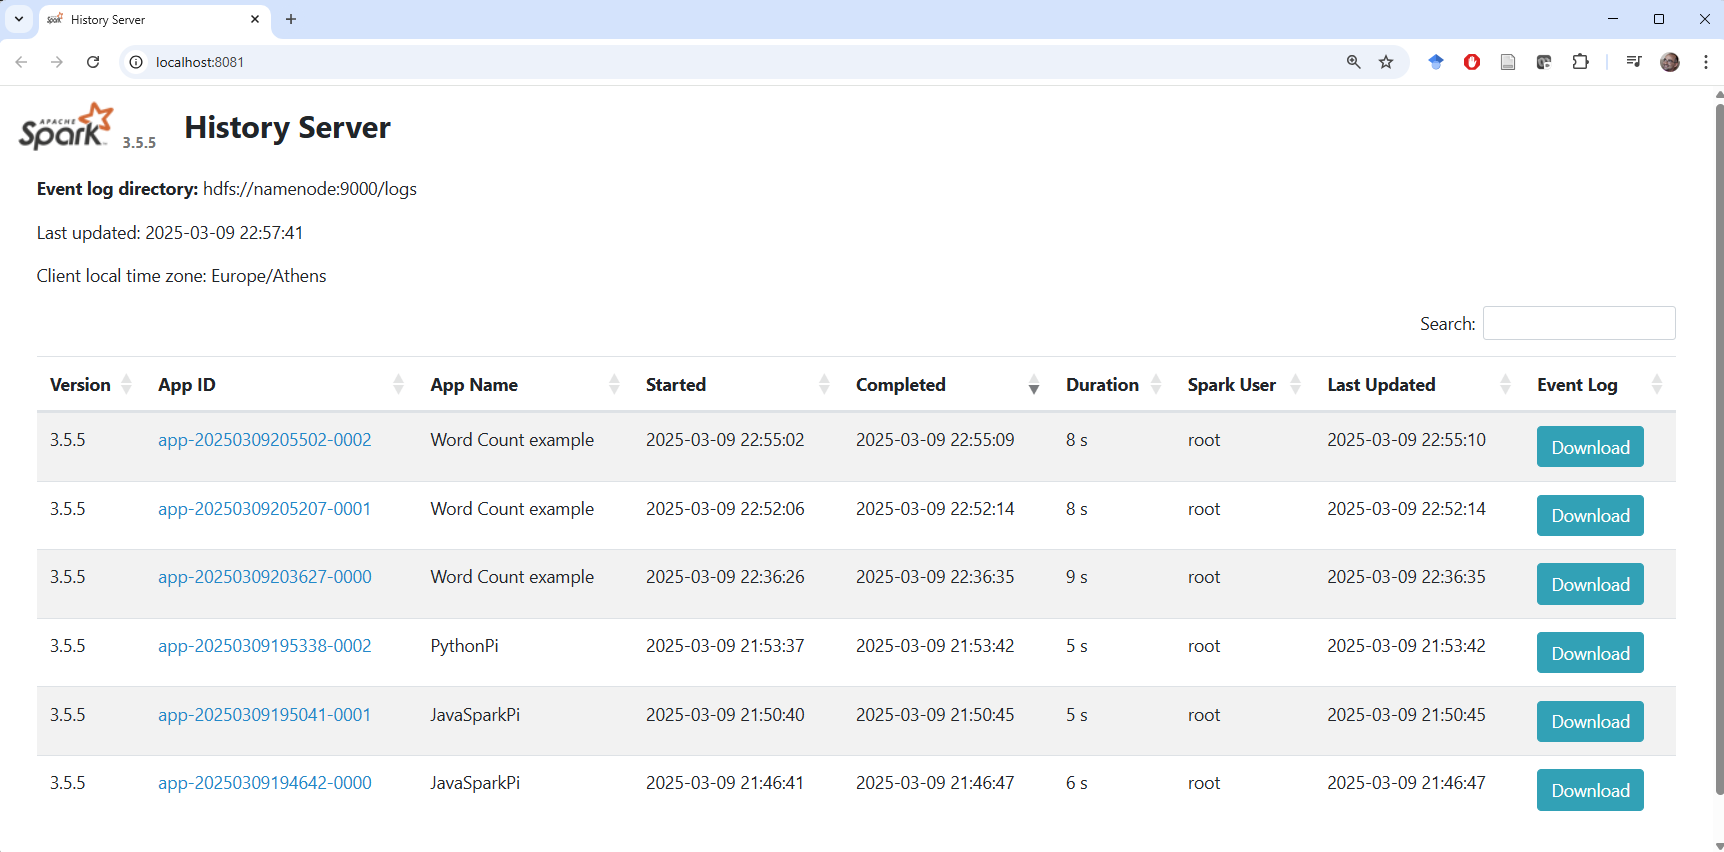 History Server
localhost:8081
APACHE
Spark 3.5.5 History Server
Event log directory: hdfs://namenode:9000/logs
Last updated: 2025-03-09 22:57:41
Client local time zone: Europe/Athens
Search:
Version App ID App Name Started Completed Duration Spark User Last Updated Event Log
3.5.5 app-20250309205502-0002 Word Count example 2025-03-09 22:55:02 2025-03-09 22:55:09 8 s root 2025-03-09 22:55:10 Download
3.5.5 app-20250309205207-0001 Word Count example 2025-03-09 22:52:06 2025-03-09 22:52:14 8 s root 2025-03-09 22:52:14 Download
3.5.5 app-20250309203627-0000 Word Count example 2025-03-09 22:36:26 2025-03-09 22:36:35 9 s root 2025-03-09 22:36:35 Download
3.5.5 app-20250309195338-0002 PythonPi 2025-03-09 21:53:37 2025-03-09 21:53:42 5 s root 2025-03-09 21:53:42 Download
3.5.5 app-20250309195041-0001 JavaSparkPi 2025-03-09 21:50:40 2025-03-09 21:50:45 5 s root 2025-03-09 21:50:45 Download
3.5.5 app-20250309194642-0000 JavaSparkPi 2025-03-09 21:46:41 2025-03-09 21:46:47 6 s root 2025-03-09 21:46:47 Download